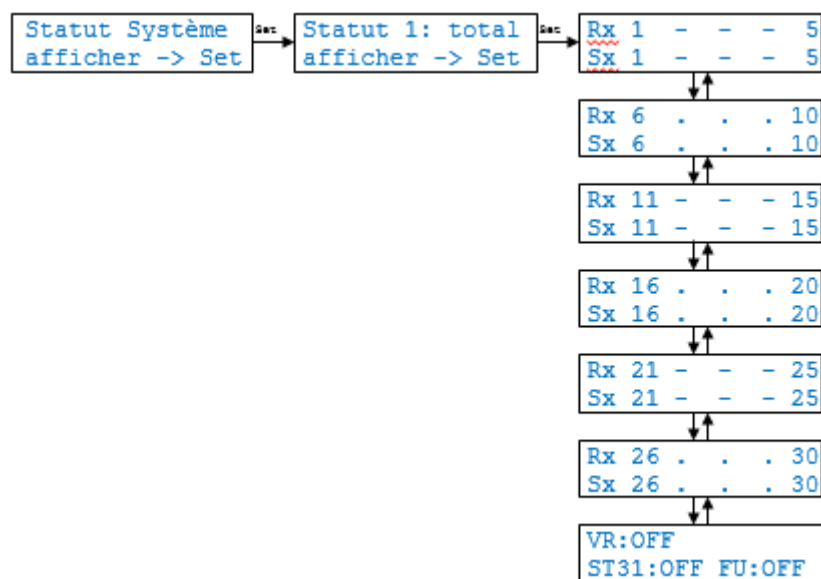 Statut Système
afficher -> Set
Set
Statut 1: total
afficher -> Set
Set
Rx 1 - - - 5
Sx 1 - - - 5
Rx 6 . . . 10
Sx 6 . . . 10
Rx 11 - - - 15
Sx 11 - - - 15
Rx 16 . . . 20
Sx 16 . . . 20
Rx 21 - - - 25
Sx 21 - - - 25
Rx 26 . . . 30
Sx 26 . . . 30
VR:OFF
ST31:OFF FU:OFF